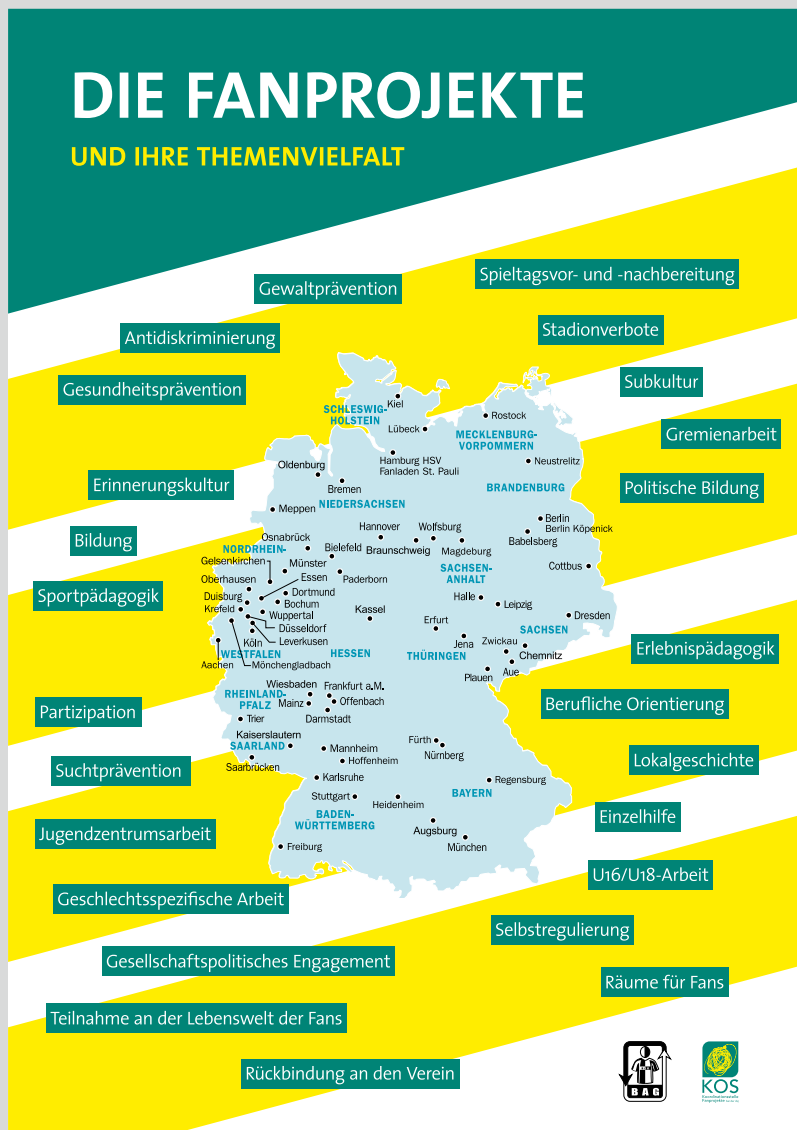 DIE FANPROJEKTE
UND IHRE THEMENVIELFALT
Gewaltprävention
Spieltagsvor- und -nachbereitung
Antidiskriminierung
Stadionverbote
Gesundheitsprävention
Subkultur
Gremienarbeit
Erinnerungskultur
Politische Bildung
Bildung
Sportpädagogik
Erlebnispädagogik
Partizipation
Berufliche Orientierung
Suchtprävention
Lokalgeschichte
Jugendzentrumsarbeit
Einzelhilfe
Geschlechtsspezifische Arbeit
U16/U18-Arbeit
Selbstregulierung
Gesellschaftspolitisches Engagement
Räume für Fans
Teilnahme an der Lebenswelt der Fans
Rückbindung an den Verein
SCHLESWIG-
HOLSTEIN
Kiel
Lübeck
MECKLENBURG-
VORPOMMERN
Rostock
Neustrelitz
Hamburg HSV
Fanladen St. Pauli
Oldenburg
Bremen
NIEDERSACHSEN
Meppen
BRANDENBURG
Berlin
Berlin Köpenick
Babelsberg
Cottbus
Hannover
Wolfsburg
Braunschweig
Magdeburg
SACHSEN-
ANHALT
Halle
Leipzig
Dresden
SACHSEN
Osnabrück
Bielefeld
NORDRHEIN-
Gelsenkirchen
Münster
Paderborn
Oberhausen
Essen
Duisburg
Dortmund
Krefeld
Bochum
Wuppertal
Düsseldorf
Köln
Leverkusen
WESTFALEN
Aachen
Mönchengladbach
Kassel
HESSEN
Erfurt
Jena
THÜRINGEN
Zwickau
Chemnitz
Aue
Plauen
RHEINLAND-
PFALZ
Wiesbaden
Frankfurt a.M.
Mainz
Offenbach
Darmstadt
Trier
Kaiserslautern
SAARLAND
Saarbrücken
Mannheim
Hoffenheim
Karlsruhe
Fürth
Nürnberg
Regensburg
BAYERN
Stuttgart
Heidenheim
BADEN-
WÜRTTEMBERG
Augsburg
München
Freiburg
BAG
KOS
Koordinationsstelle
Fanprojekte